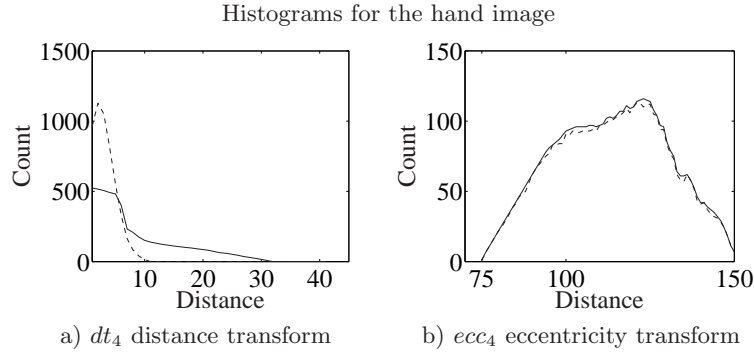 Histograms for the hand image
1500
1000
500
0
Count
10 20 30 40
Distance
a) dt₄ distance transform
150
100
50
0
Count
75 100 150
Distance
b) ecc₄ eccentricity transform